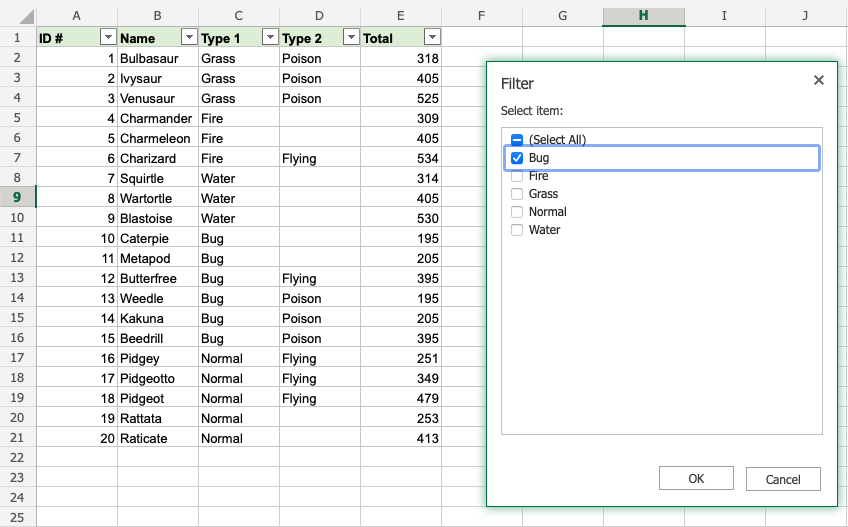 A B C D E F G H I J
1 ID # Name Type 1 Type 2 Total
2 1 Bulbasaur Grass Poison 318
3 2 Ivysaur Grass Poison 405
4 3 Venusaur Grass Poison 525
5 4 Charmander Fire 309
6 5 Charmeleon Fire 405
7 6 Charizard Fire Flying 534
8 7 Squirtle Water 314
9 8 Wartortle Water 405
10 9 Blastoise Water 530
11 10 Caterpie Bug 195
12 11 Metapod Bug 205
13 12 Butterfree Bug Flying 395
14 13 Weedle Bug Poison 195
15 14 Kakuna Bug Poison 205
16 15 Beedrill Bug Poison 395
17 16 Pidgey Normal Flying 251
18 17 Pidgeotto Normal Flying 349
19 18 Pidgeot Normal Flying 479
20 19 Rattata Normal 253
21 20 Raticate Normal 413
22
23
24
25
Filter
Select item:
(Select All)
Bug
Fire
Grass
Normal
Water
OK Cancel